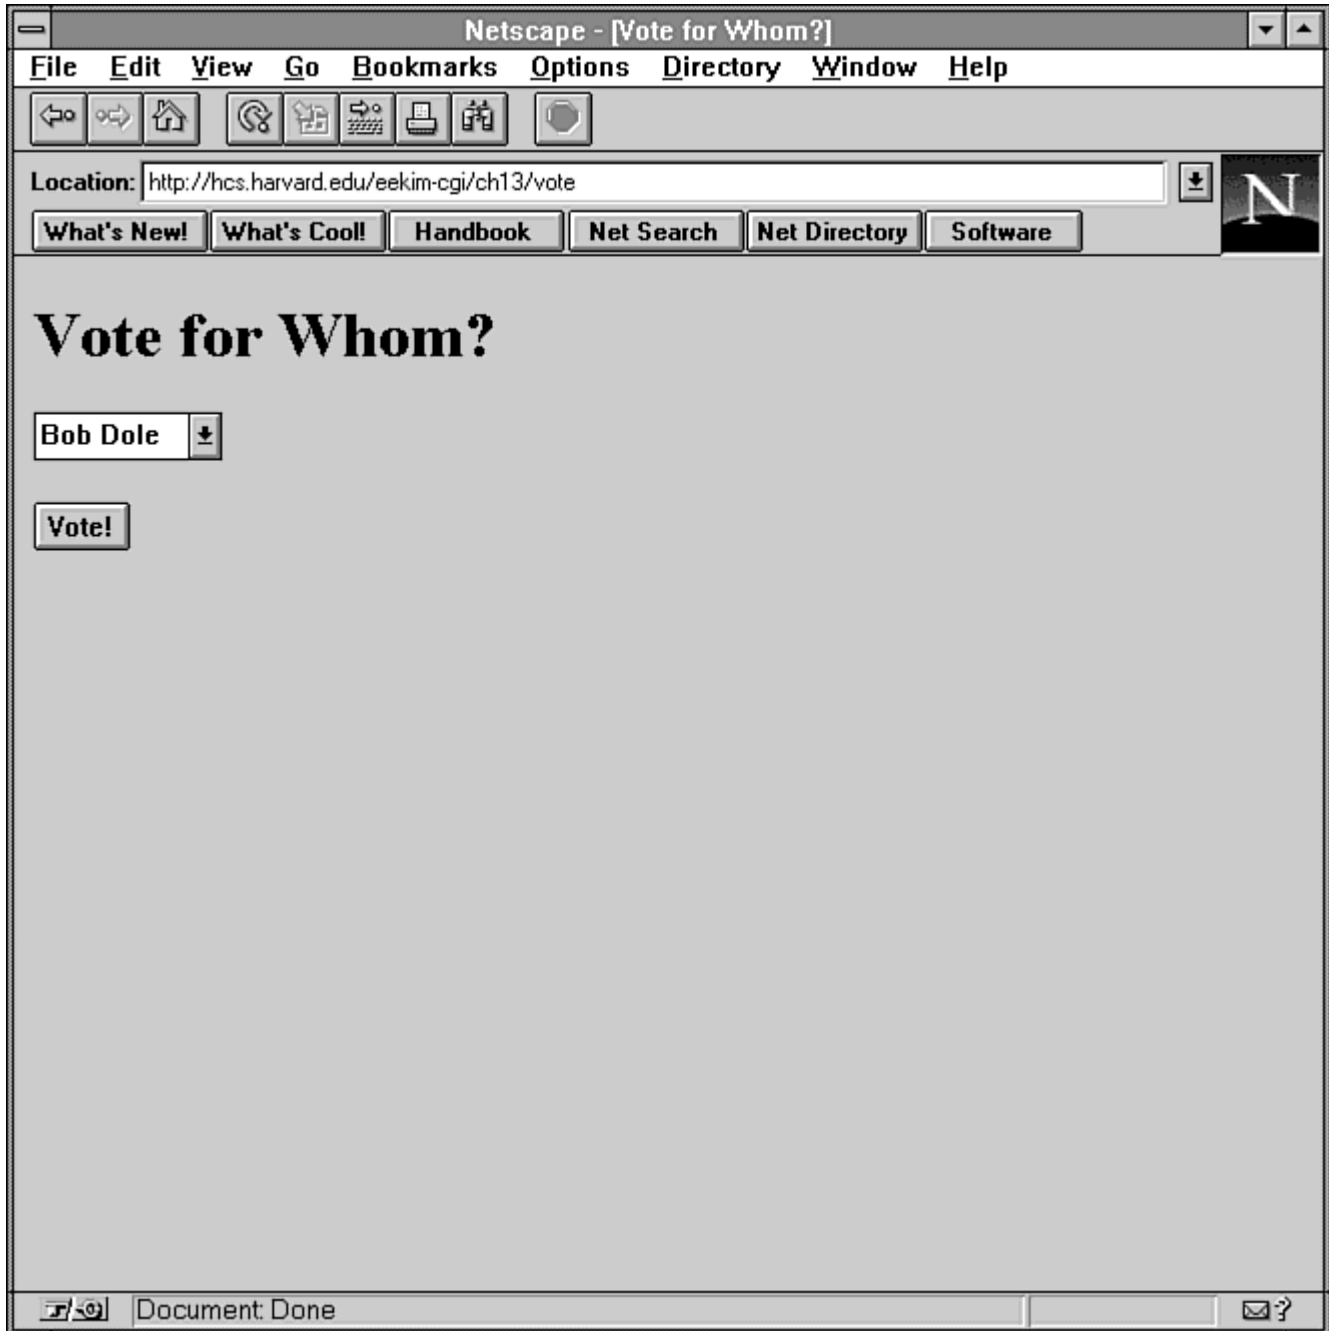 Netscape - [Vote for Whom?]
File Edit View Go Bookmarks Options Directory Window Help
Location: http://hcs.harvard.edu/eekim-cgi/ch13/vote
N
What's New! What's Cool! Handbook Net Search Net Directory Software
Vote for Whom?
Bob Dole
Vote!
Document: Done
?